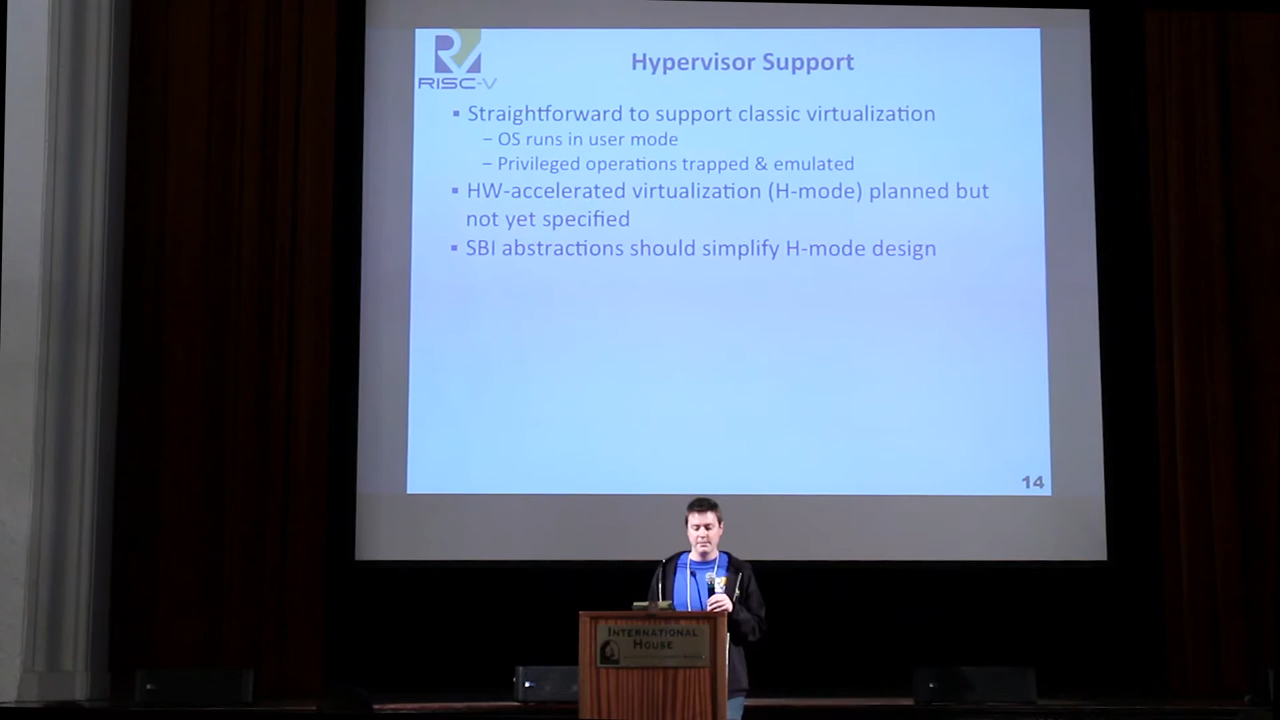 RISC-V
Hypervisor Support
▪ Straightforward to support classic virtualization
– OS runs in user mode
– Privileged operations trapped & emulated
▪ HW-accelerated virtualization (H-mode) planned but
not yet specified
▪ SBI abstractions should simplify H-mode design
14
INTERNATIONAL
HOUSE